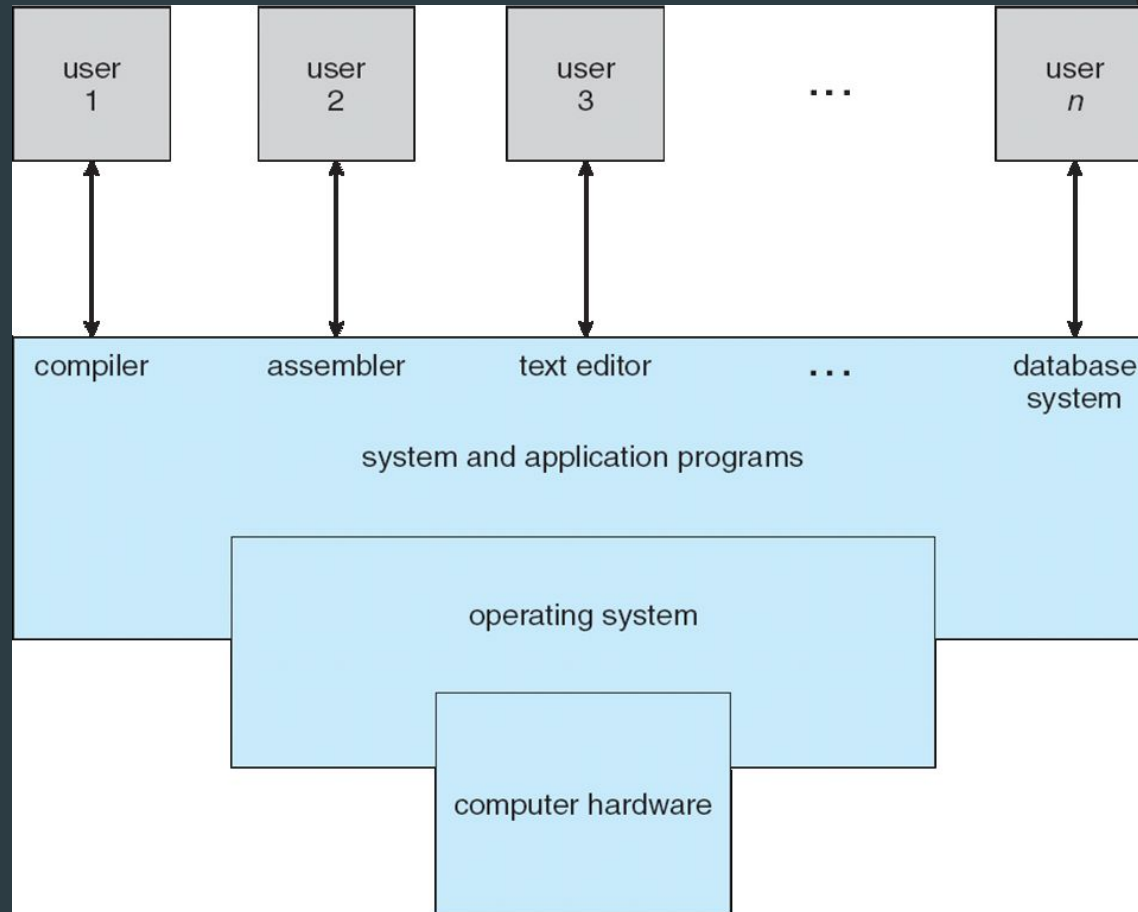 user
1
user
2
user
3
...
user
n
compiler
assembler
text editor
...
database
system
system and application programs
operating system
computer hardware